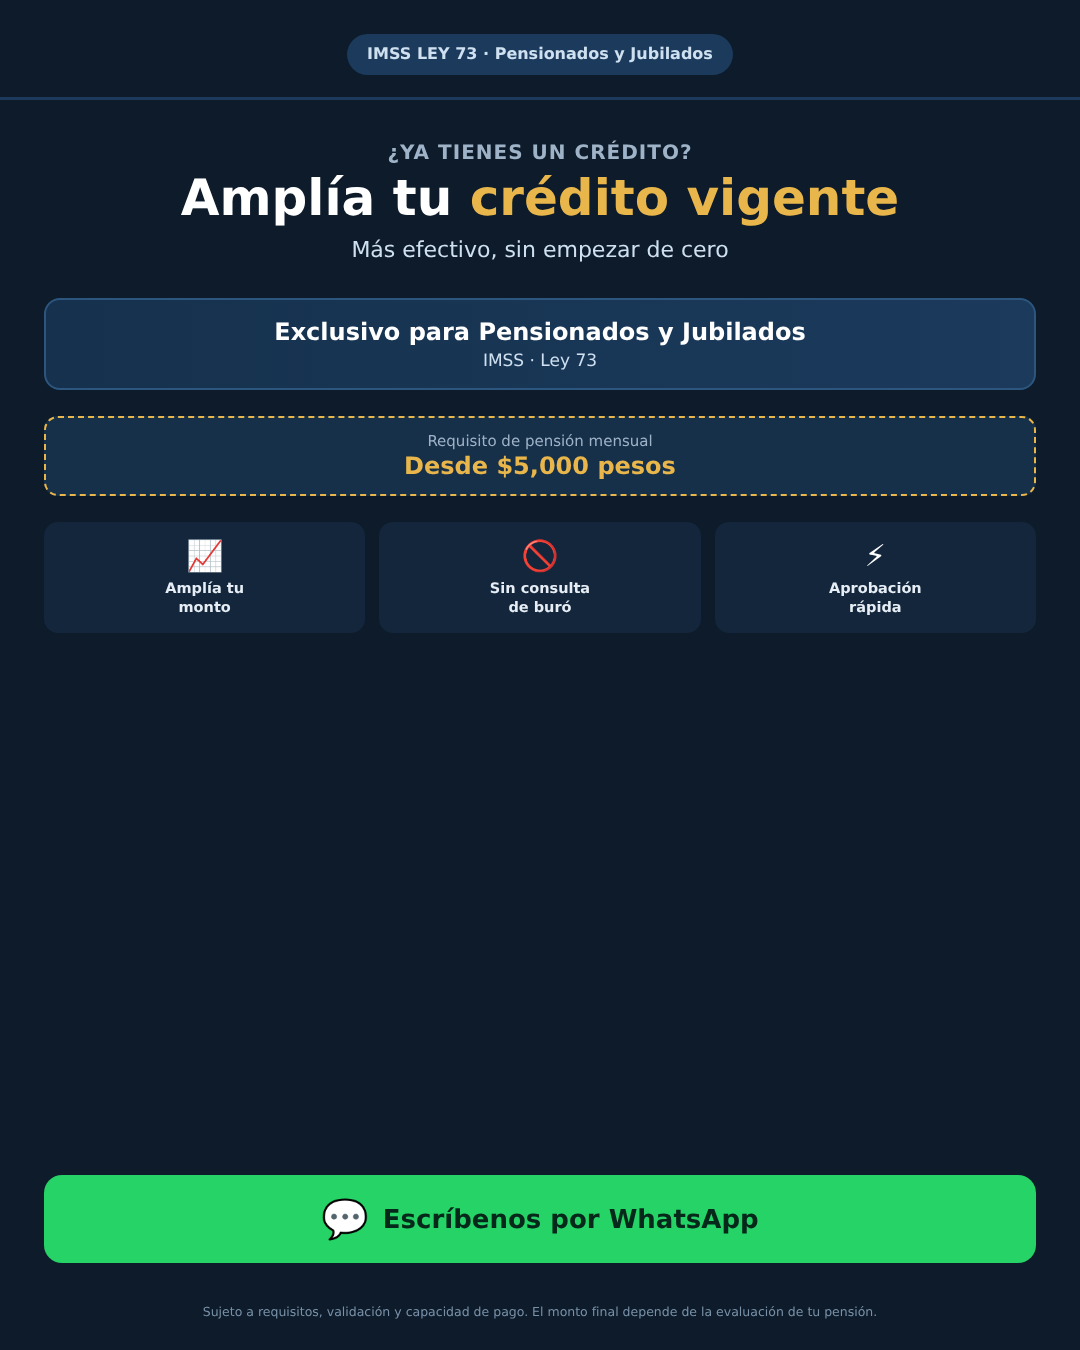 IMSS LEY 73 · Pensionados y Jubilados
¿YA TIENES UN CRÉDITO?
Amplía tu crédito vigente
Más efectivo, sin empezar de cero
Exclusivo para Pensionados y Jubilados
IMSS · Ley 73
Requisito de pensión mensual
Desde $5,000 pesos
Amplía tu
monto
Sin consulta
de buró
Aprobación
rápida
Escríbenos por WhatsApp
Sujeto a requisitos, validación y capacidad de pago. El monto final depende de la evaluación de tu pensión.